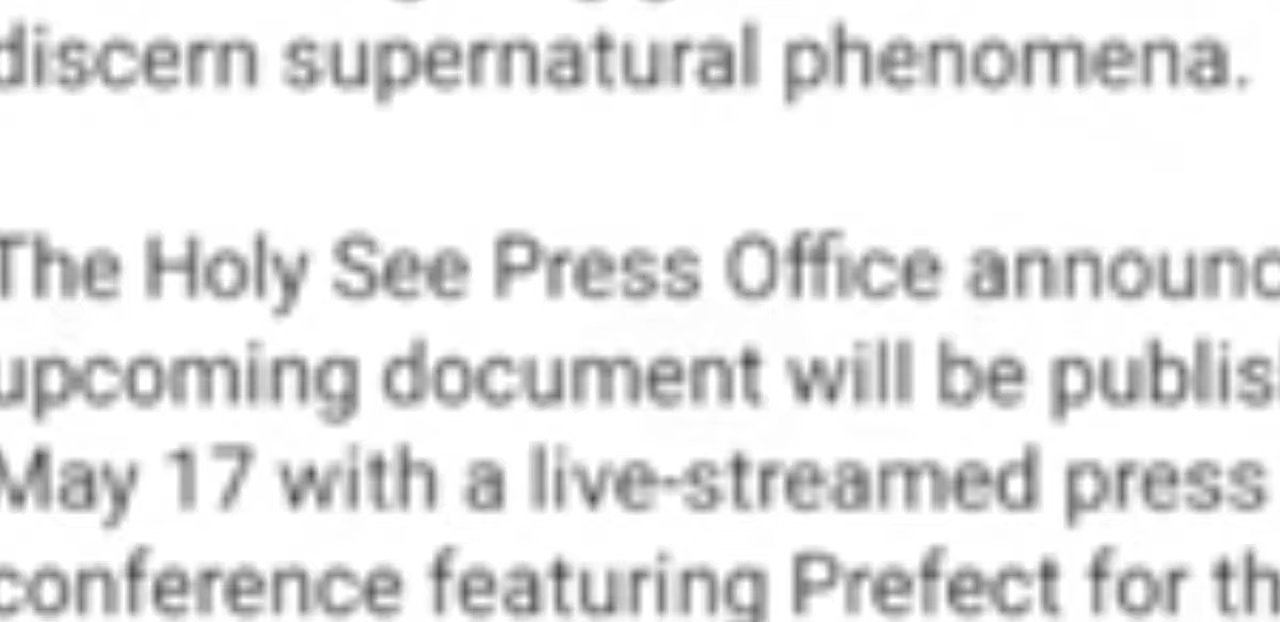 discern supernatural phenomena.
The Holy See Press Office announc
upcoming document will be publis
May 17 with a live-streamed press
conference featuring Prefect for th